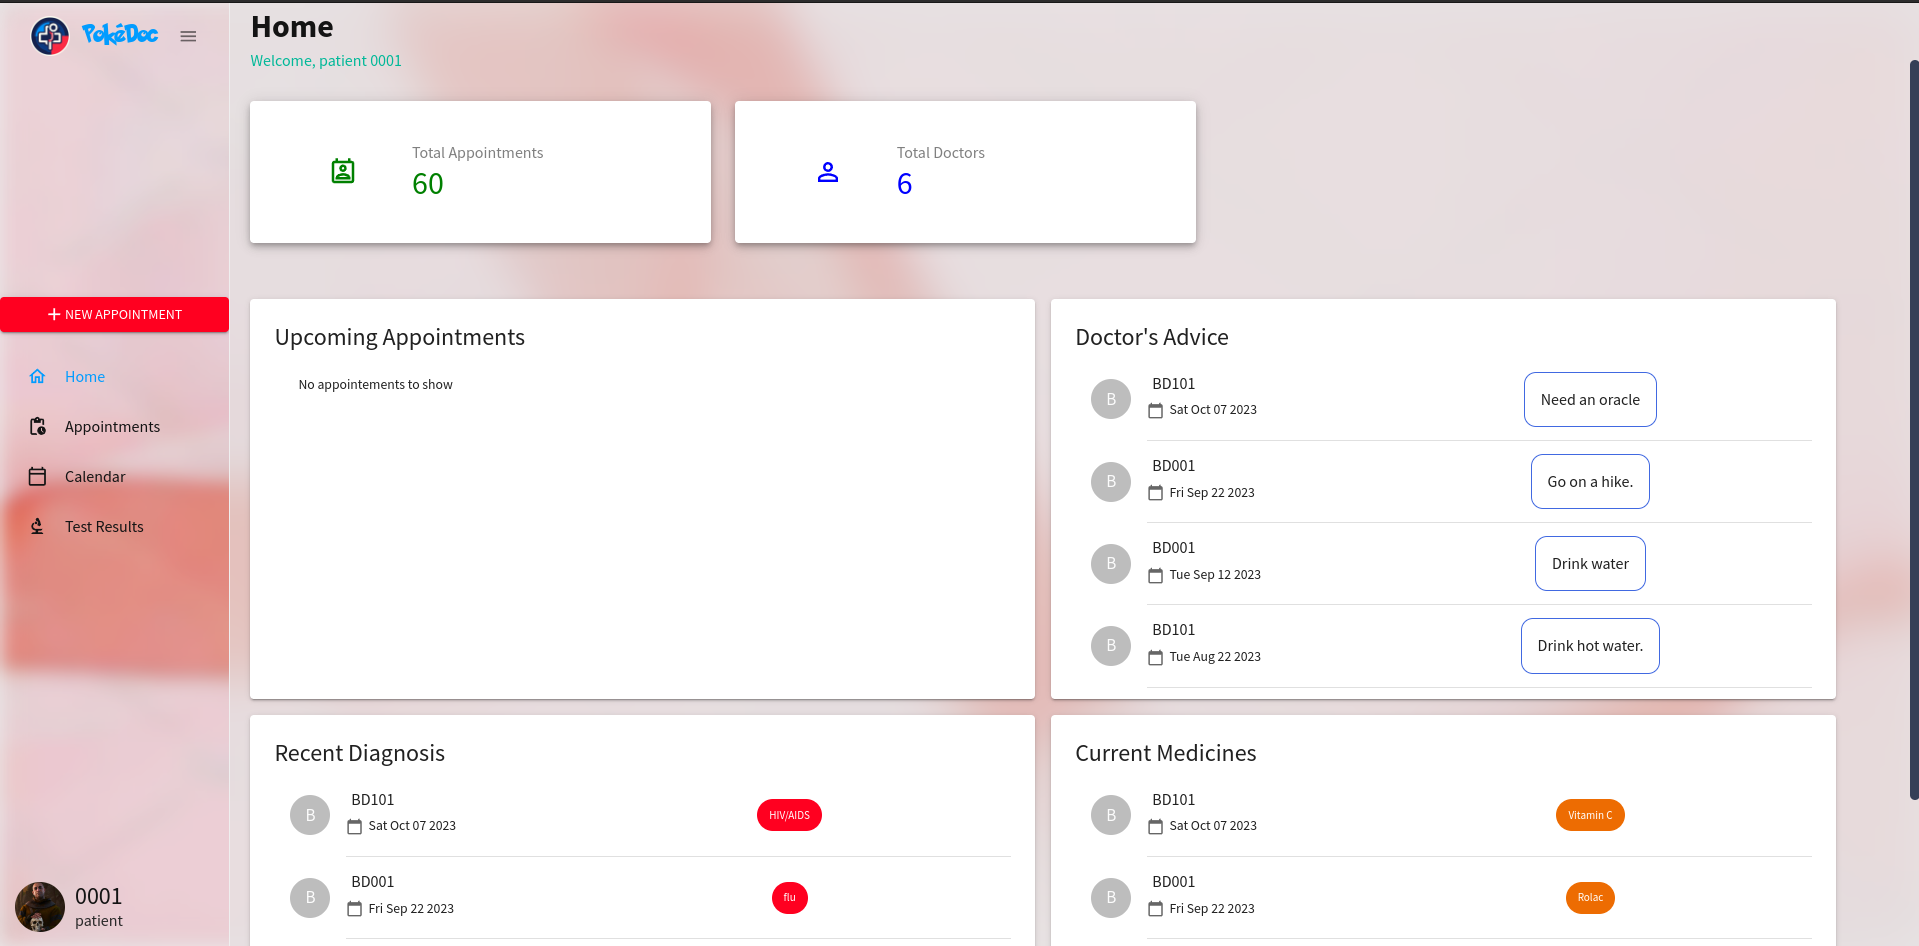 PokéDoc
NEW APPOINTMENT
Home
Appointments
Calendar
Test Results
0001
patient
Home
Welcome, patient 0001
Total Appointments
60
Total Doctors
6
Upcoming Appointments
No appointements to show
Doctor's Advice
B
BD101
Sat Oct 07 2023
Need an oracle
B
BD001
Fri Sep 22 2023
Go on a hike.
B
BD001
Tue Sep 12 2023
Drink water
B
BD101
Tue Aug 22 2023
Drink hot water.
Recent Diagnosis
B
BD101
Sat Oct 07 2023
HIV/AIDS
B
BD001
Fri Sep 22 2023
flu
Current Medicines
B
BD101
Sat Oct 07 2023
Vitamin C
B
BD001
Fri Sep 22 2023
Rolac